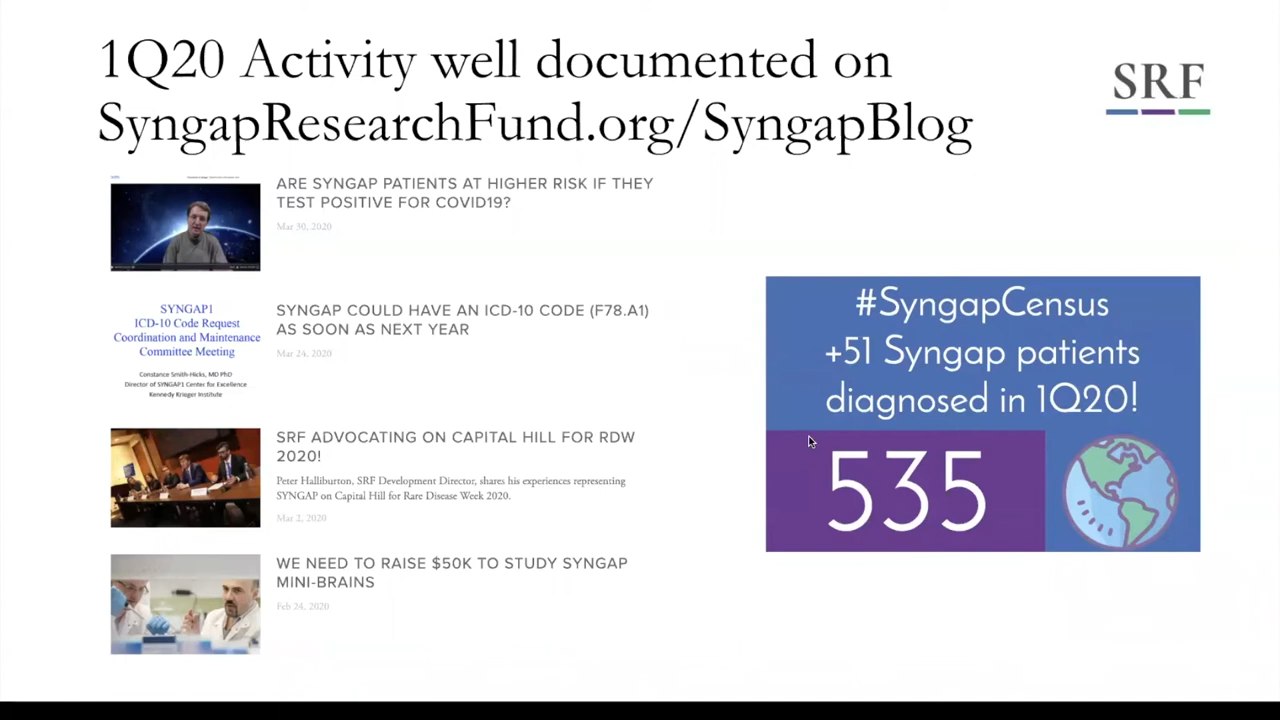 1Q20 Activity well documented on
SyngapResearchFund.org/SyngapBlog
SRF
ARE SYNGAP PATIENTS AT HIGHER RISK IF THEY
TEST POSITIVE FOR COVID19?
Mar 30, 2020
SYNGAP1
ICD-10 Code Request
Coordination and Maintenance
Committee Meeting
Constance Smith-Hicks, MD PhD
Director of SYNGAP1 Center for Excellence
Kennedy Krieger Institute
SYNGAP COULD HAVE AN ICD-10 CODE (F78.A1)
AS SOON AS NEXT YEAR
Mar 24, 2020
SRF ADVOCATING ON CAPITAL HILL FOR RDW
2020!
Peter Halliburton, SRF Development Director, shares his experiences representing
SYNGAP on Capital Hill for Rare Disease Week 2020.
Mar 2, 2020
WE NEED TO RAISE $50K TO STUDY SYNGAP
MINI-BRAINS
Feb 24, 2020
#SyngapCensus
+51 Syngap patients
diagnosed in 1Q20!
535